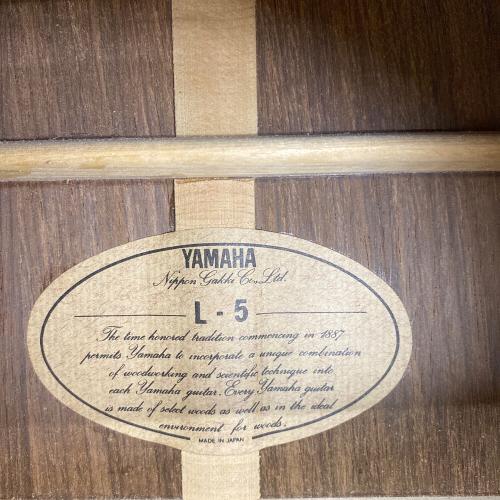 YAMAHA
Nippon Gakki Co., Ltd.
L - 5
The time honored tradition commencing in 1887
permits Yamaha to incorporate a unique combination
of woodworking and scientific technique into
each Yamaha guitar. Every Yamaha guitar
is made of select woods as well as in the ideal
environment for woods.
MADE IN JAPAN